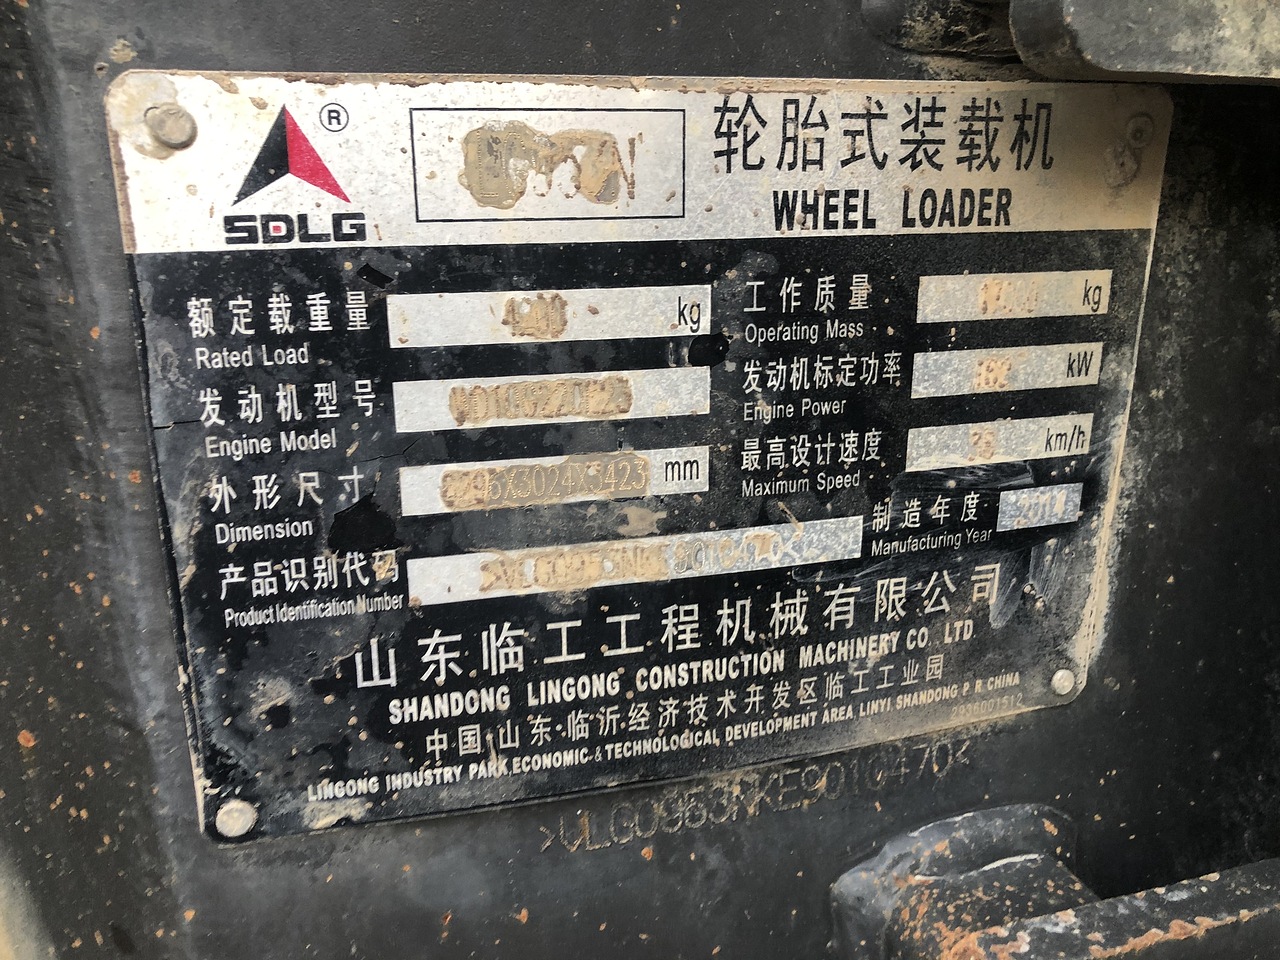 SDLG ®
轮胎式装载机
WHEEL LOADER
额定载重量 kg
Rated Load
工作质量 kg
Operating Mass
发动机型号
Engine Model
发动机标定功率 kW
Engine Power
外形尺寸 mm
Dimension
最高设计速度 km/h
Maximum Speed
产品识别代码
Product Identification Number
制造年度 2014
Manufacturing Year
山东临工工程机械有限公司
SHANDONG LINGONG CONSTRUCTION MACHINERY CO. LTD
中国·山东·临沂·经济技术开发区临工工业园
LINGONG INDUSTRY PARK,ECONOMIC & TECHNOLOGICAL DEVELOPMENT AREA, LINYI SHANDONG P R CHINA
2936001512